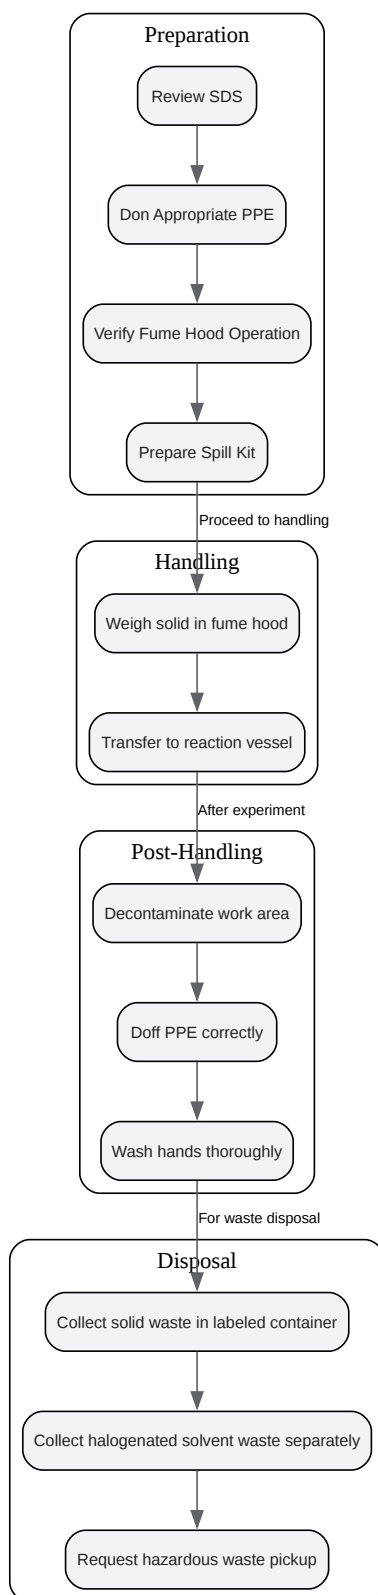 Preparation
Review SDS
Don Appropriate PPE
Verify Fume Hood Operation
Prepare Spill Kit
Proceed to handling
Handling
Weigh solid in fume hood
Transfer to reaction vessel
After experiment
Post-Handling
Decontaminate work area
Doff PPE correctly
Wash hands thoroughly
For waste disposal
Disposal
Collect solid waste in labeled container
Collect halogenated solvent waste separately
Request hazardous waste pickup